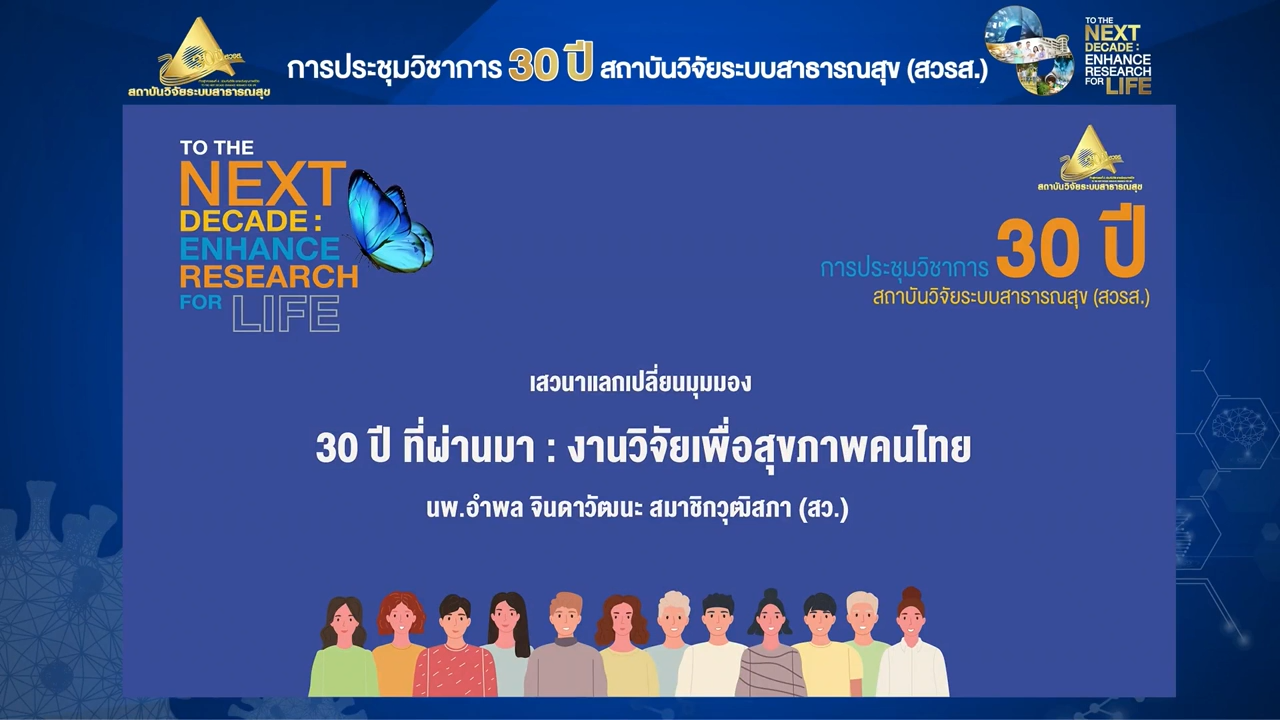 สวรส.
สถาบันวิจัยระบบสาธารณสุข
การประชุมวิชาการ 30 ปี สถาบันวิจัยระบบสาธารณสุข (สวรส.)
TO THE
NEXT
DECADE :
ENHANCE
RESEARCH
FOR LIFE
TO THE
NEXT
DECADE :
ENHANCE
RESEARCH
FOR LIFE
สวรส.
สถาบันวิจัยระบบสาธารณสุข
การประชุมวิชาการ 30 ปี
สถาบันวิจัยระบบสาธารณสุข (สวรส.)
เสวนาแลกเปลี่ยนมุมมอง
30 ปี ที่ผ่านมา : งานวิจัยเพื่อสุขภาพคนไทย
นพ.อำพล จินดาวัฒนะ สมาชิกวุฒิสภา (สว.)